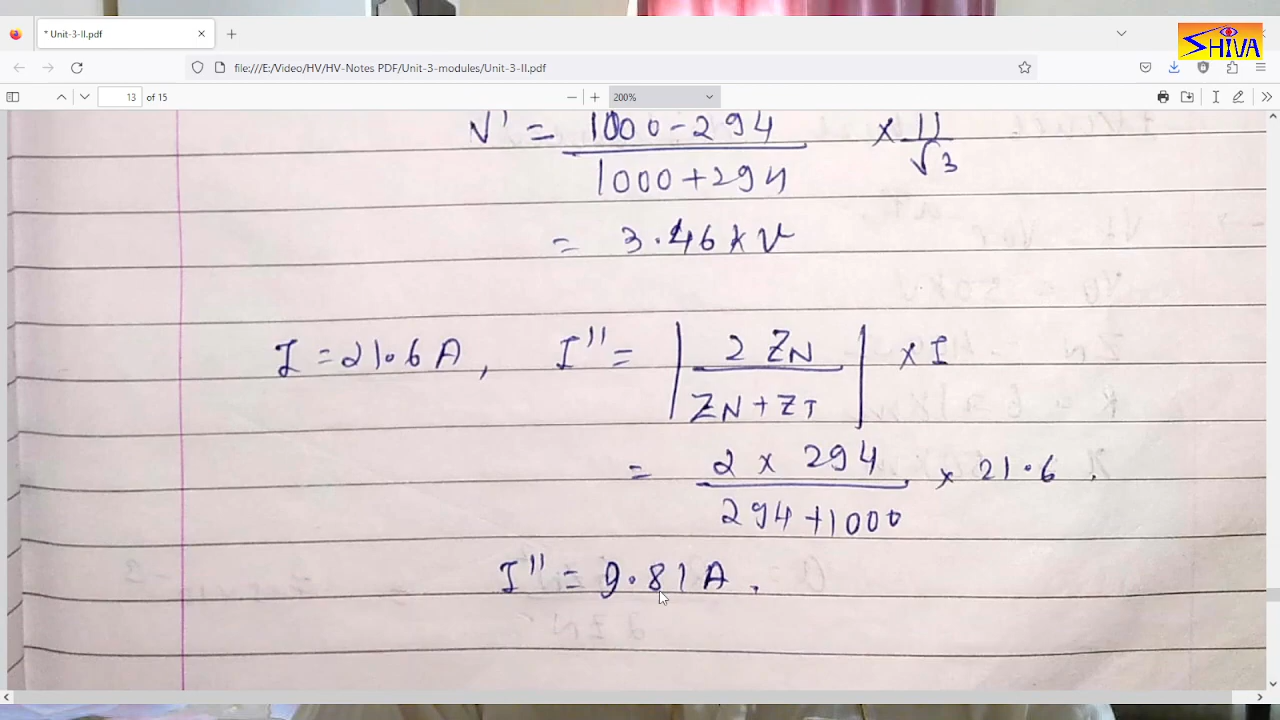 SHIVA
* Unit-3-II.pdf
file:///E:/Video/HV/HV-Notes PDF/Unit-3-modules/Unit-3-II.pdf
13 of 15
200%
V' = (1000-294)/(1000+294) × 11/√3
= 3.46 kV
I = 21.6 A, I" = | 2 ZN / ZN + ZT | × I
= (2 × 294)/(294+1000) × 21.6 .
I" = 9.81 A .